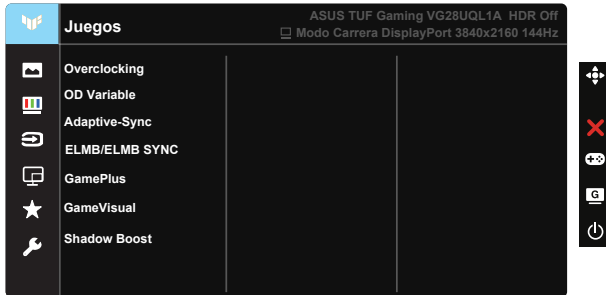 Juegos
ASUS TUF Gaming VG28UQL1A HDR Off
Modo Carrera DisplayPort 3840x2160 144Hz
Overclocking
OD Variable
Adaptive-Sync
ELMB/ELMB SYNC
GamePlus
GameVisual
Shadow Boost
G